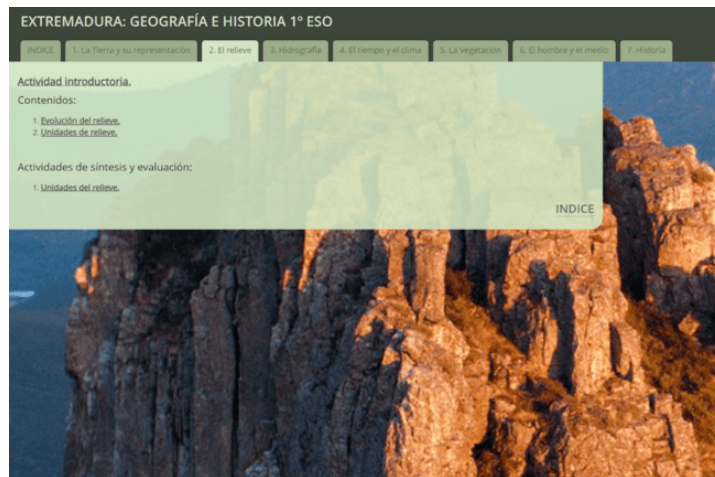 EXTREMADURA: GEOGRAFÍA E HISTORIA 1º ESO
INDICE 1. La Tierra y su representación 2. El relieve 3. Hidrografía 4. El tiempo y el clima 5. La Vegetación 6. El hombre y el medio 7. Historia
Actividad introductoria.
Contenidos:
1. Evolución del relieve.
2. Unidades de relieve.
Actividades de síntesis y evaluación:
1. Unidades del relieve.
INDICE